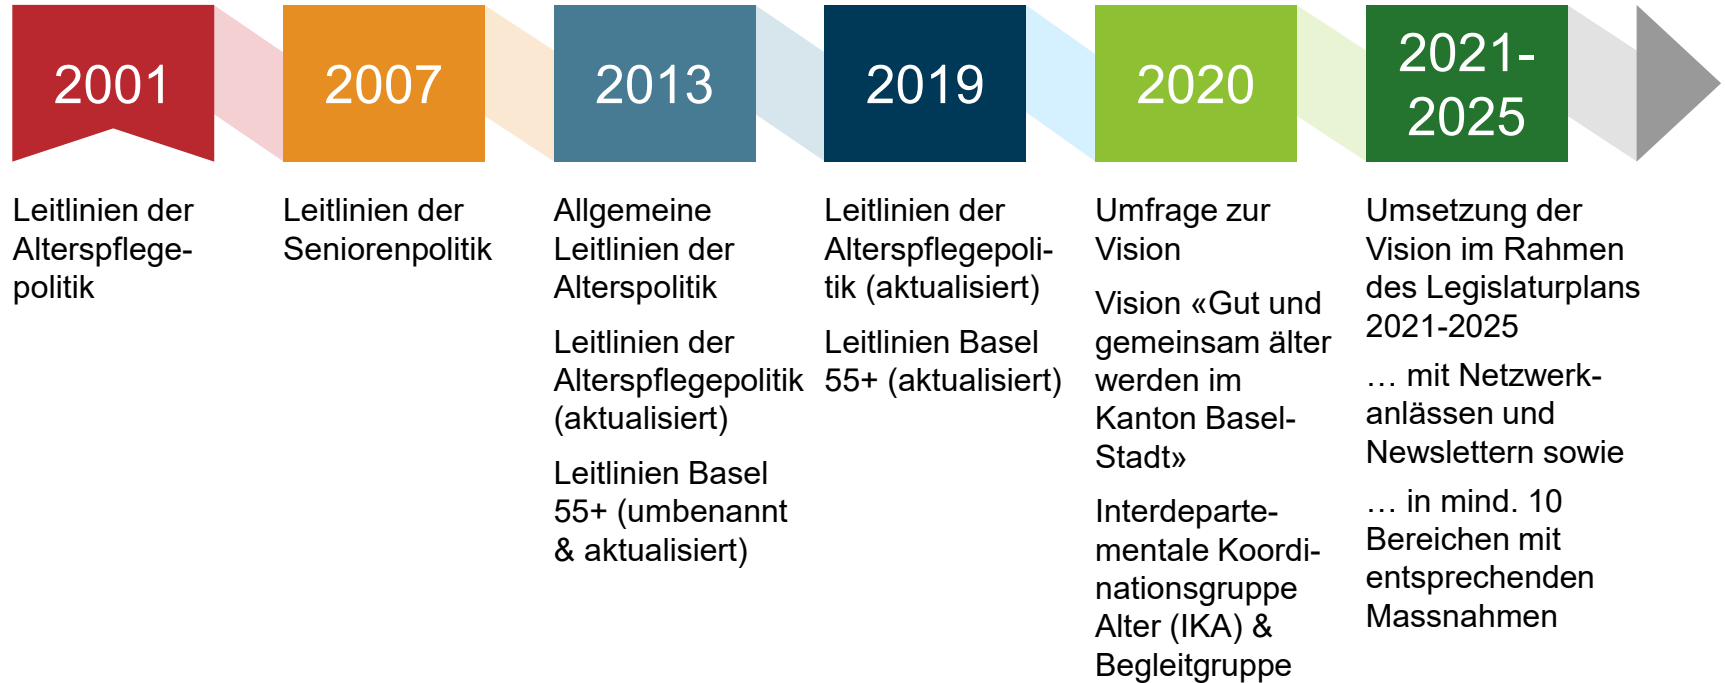 2001
Leitlinien der
Alterspflege-
politik
2007
Leitlinien der
Seniorenpolitik
2013
Allgemeine
Leitlinien der
Alterspolitik
Leitlinien der
Alterspflegepolitik
(aktualisiert)
Leitlinien Basel
55+ (umbenannt
& aktualisiert)
2019
Leitlinien der
Alterspflegepoli-
tik (aktualisiert)
Leitlinien Basel
55+ (aktualisiert)
2020
Umfrage zur
Vision
Vision «Gut und
gemeinsam älter
werden im
Kanton Basel-
Stadt»
Interdeparte-
mentale Koordi-
nationsgruppe
Alter (IKA) &
Begleitgruppe
2021-
2025
Umsetzung der
Vision im Rahmen
des Legislaturplans
2021-2025
… mit Netzwerk-
anlässen und
Newslettern sowie
… in mind. 10
Bereichen mit
entsprechenden
Massnahmen